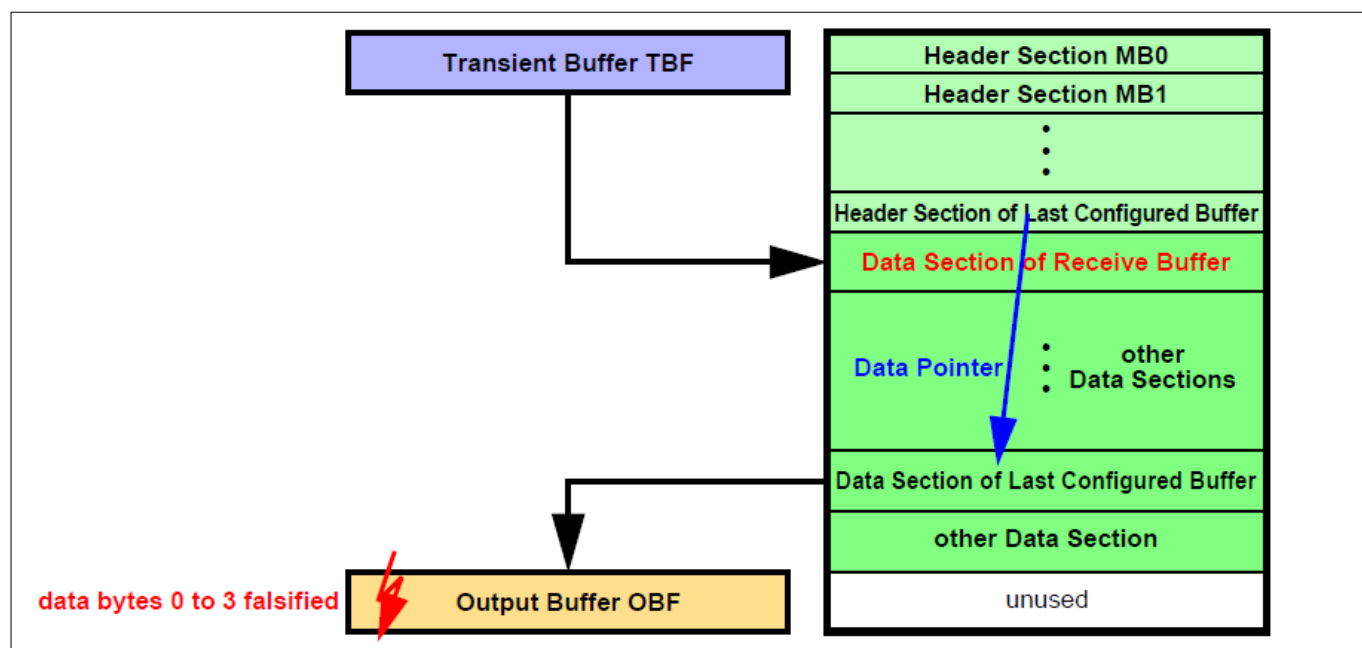 Transient Buffer TBF
Header Section MB0
Header Section MB1
Header Section of Last Configured Buffer
Data Section of Receive Buffer
Data Pointer
other
Data Sections
Data Section of Last Configured Buffer
other Data Section
data bytes 0 to 3 falsified
Output Buffer OBF
unused